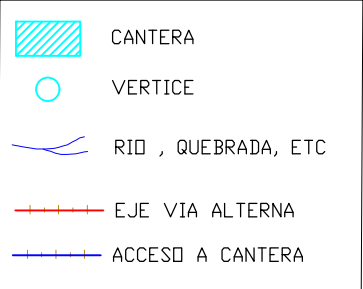 CANTERA
VERTICE
RIO , QUEBRADA, ETC
EJE VIA ALTERNA
ACCESO A CANTERA